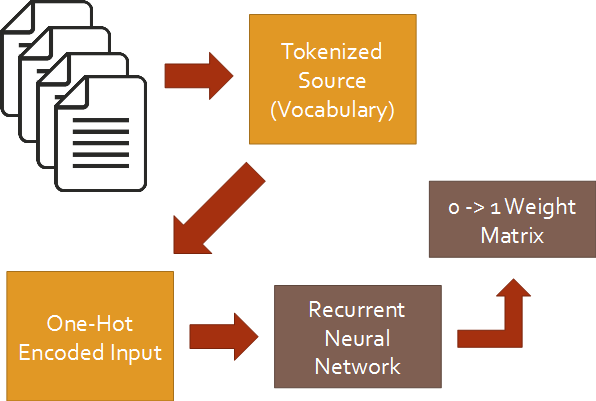 Tokenized
Source
(Vocabulary)
0 -> 1 Weight
Matrix
One-Hot
Encoded Input
Recurrent
Neural
Network